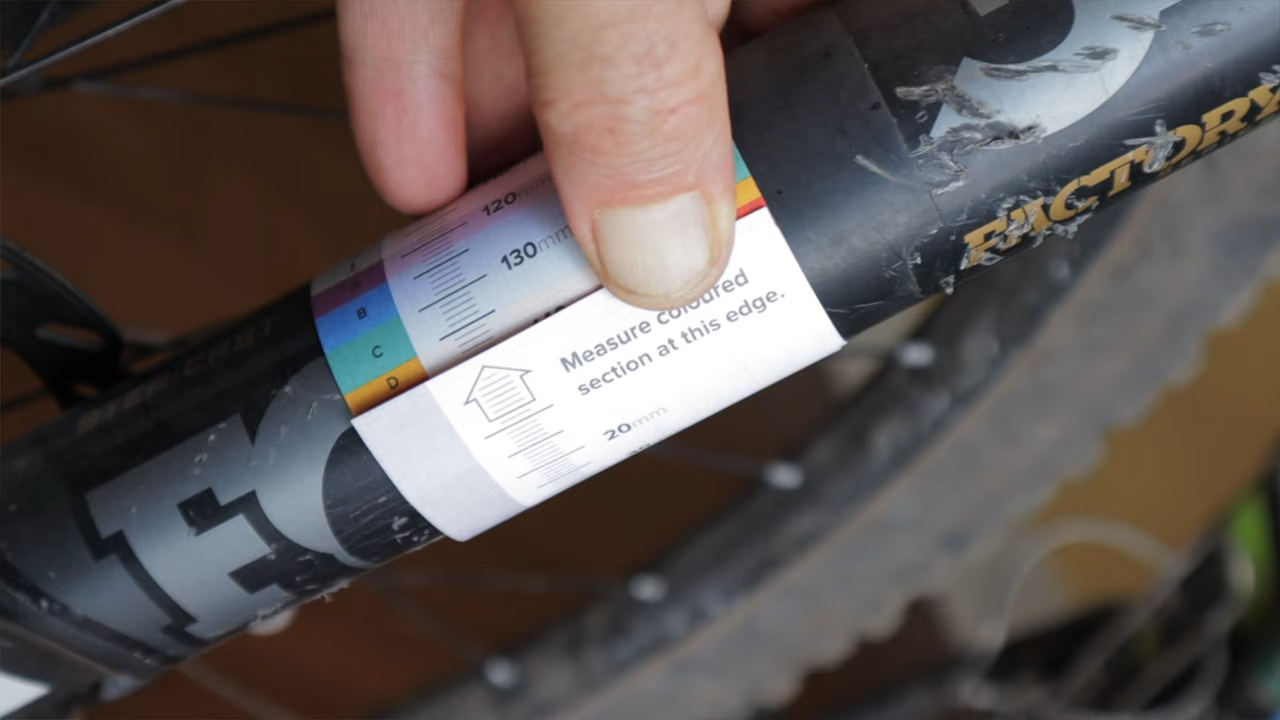 120mm
130mm
B
C
D
Measure coloured
section at this edge.
20mm
FACTORY